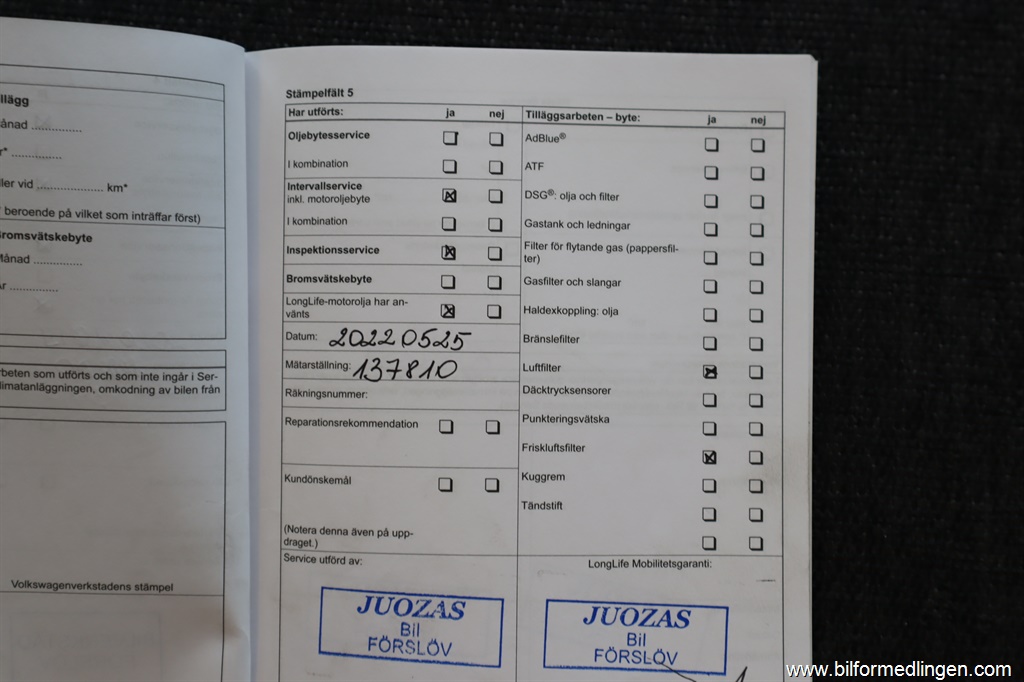 llägg
ånad ..............
r* ..............
ller vid .................... km*
beroende på vilket som inträffar först)
Bromsvätskebyte
Månad ..............
År ..............
rbeten som utförts och som inte ingår i Ser-
limatanläggningen, omkodning av bilen från
Volkswagenverkstadens stämpel
Stämpelfält 5
Har utförts: ja nej
Oljebytesservice
I kombination
Intervallservice
inkl. motoroljebyte
I kombination
Inspektionsservice
Bromsvätskebyte
LongLife-motorolja har an-
vänts
Datum: 20220525
Mätarställning: 137810
Räkningsnummer:
Reparationsrekommendation
Kundönskemål
(Notera denna även på upp-
draget.)
Service utförd av:
JUOZAS
Bil
FÖRSLÖV
Tilläggsarbeten – byte: ja nej
AdBlue®
ATF
DSG®: olja och filter
Gastank och ledningar
Filter för flytande gas (pappersfil-
ter)
Gasfilter och slangar
Haldexkoppling: olja
Bränslefilter
Luftfilter
Däcktrycksensorer
Punkteringsvätska
Friskluftsfilter
Kuggrem
Tändstift
LongLife Mobilitetsgaranti:
JUOZAS
Bil
FÖRSLÖV
www.bilformedlingen.com